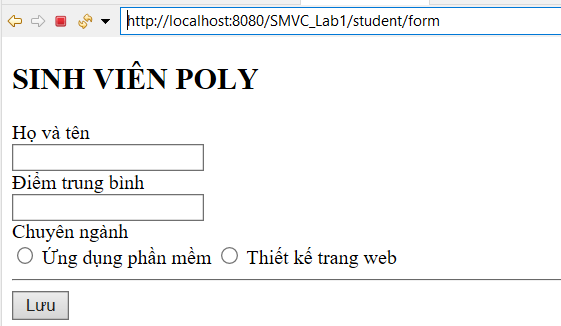 http://localhost:8080/SMVC_Lab1/student/form
SINH VIÊN POLY
Họ và tên
Điểm trung bình
Chuyên ngành
Ứng dụng phần mềm Thiết kế trang web
Lưu